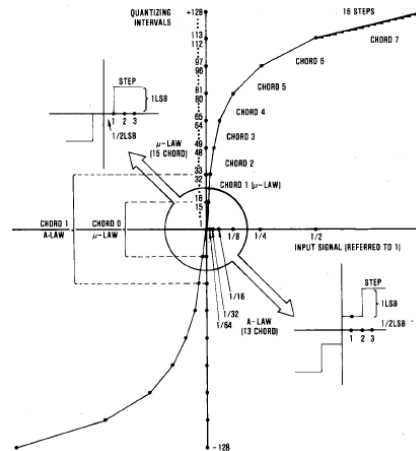 QUANTIZING
INTERVALS
+128
16 STEPS
113
112
CHORD 7
CHORD 6
97
96
CHORD 5
81
80
CHORD 4
65
64
CHORD 3
49
48
CHORD 2
33
32
CHORD 1 (μ-LAW)
16
15
1
STEP
1LSB
1 2 3
1/2LSB
μ-LAW
(15 CHORD)
CHORD 1
A-LAW
CHORD 0
μ-LAW
1/8
1/4
1/2
INPUT SIGNAL (REFERRED TO 1)
1/16
1/32
1/64
A-LAW
(13 CHORD)
STEP
1LSB
1/2LSB
1 2 3
-128